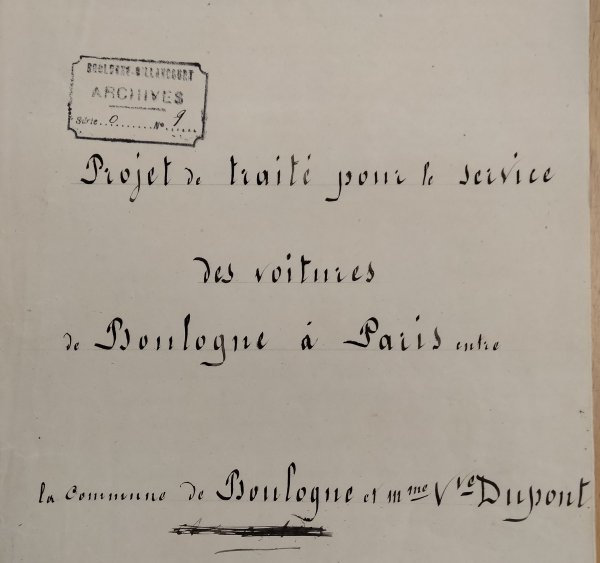 BOULOGNE-BILLANCOURT
ARCHIVES
Série. O ........ N° 9 ......
Projet de traité pour le service
des voitures
de Boulogne à Paris entre
la Commune de Boulogne et Mme Vve Dupont